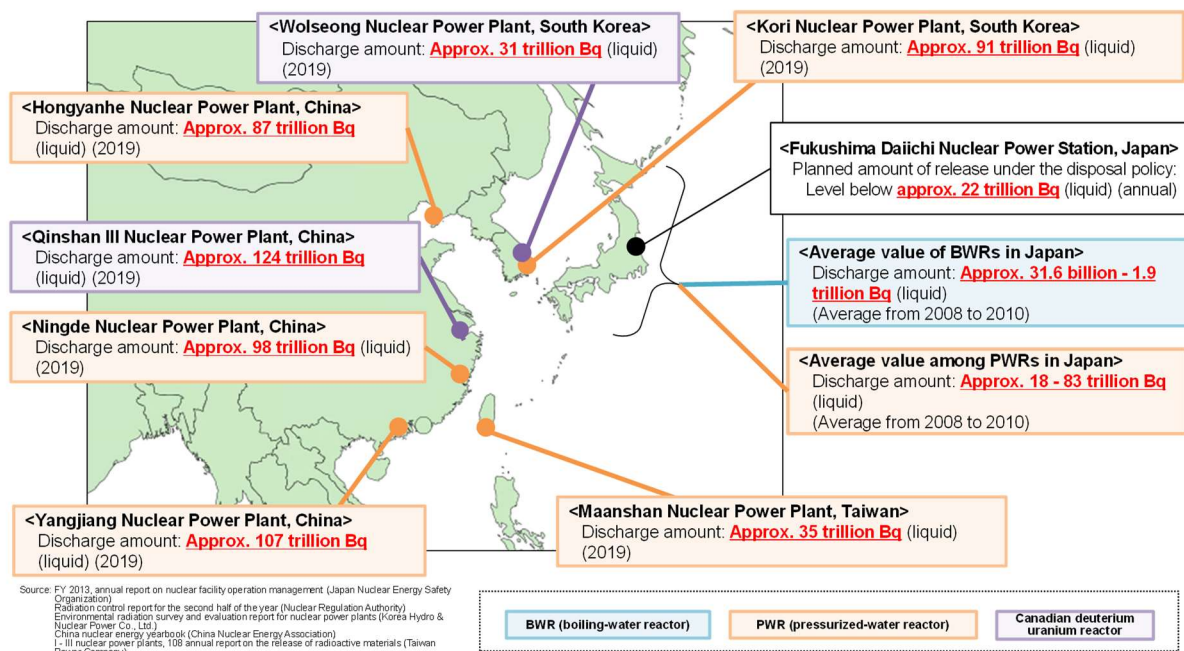 <Wolseong Nuclear Power Plant, South Korea>
Discharge amount: Approx. 31 trillion Bq (liquid)
(2019)
<Kori Nuclear Power Plant, South Korea>
Discharge amount: Approx. 91 trillion Bq (liquid)
(2019)
<Hongyanhe Nuclear Power Plant, China>
Discharge amount: Approx. 87 trillion Bq
(liquid) (2019)
<Fukushima Daiichi Nuclear Power Station, Japan>
Planned amount of release under the disposal policy:
Level below approx. 22 trillion Bq (liquid) (annual)
<Qinshan III Nuclear Power Plant, China>
Discharge amount: Approx. 124 trillion Bq
(liquid) (2019)
<Average value of BWRs in Japan>
Discharge amount: Approx. 31.6 billion - 1.9
trillion Bq (liquid)
(Average from 2008 to 2010)
<Ningde Nuclear Power Plant, China>
Discharge amount: Approx. 98 trillion Bq (liquid)
(2019)
<Average value among PWRs in Japan>
Discharge amount: Approx. 18 - 83 trillion Bq
(liquid)
(Average from 2008 to 2010)
<Yangjiang Nuclear Power Plant, China>
Discharge amount: Approx. 107 trillion Bq
(liquid) (2019)
<Maanshan Nuclear Power Plant, Taiwan>
Discharge amount: Approx. 35 trillion Bq (liquid)
(2019)
Source: FY 2013, annual report on nuclear facility operation management (Japan Nuclear Energy Safety
Organization)
Radiation control report for the second half of the year (Nuclear Regulation Authority)
Environmental radiation survey and evaluation report for nuclear power plants (Korea Hydro &
Nuclear Power Co., Ltd.)
China nuclear energy yearbook (China Nuclear Energy Association)
I - III nuclear power plants, 108 annual report on the release of radioactive materials (Taiwan
Power Company)
BWR (boiling-water reactor)
PWR (pressurized-water reactor)
Canadian deuterium
uranium reactor